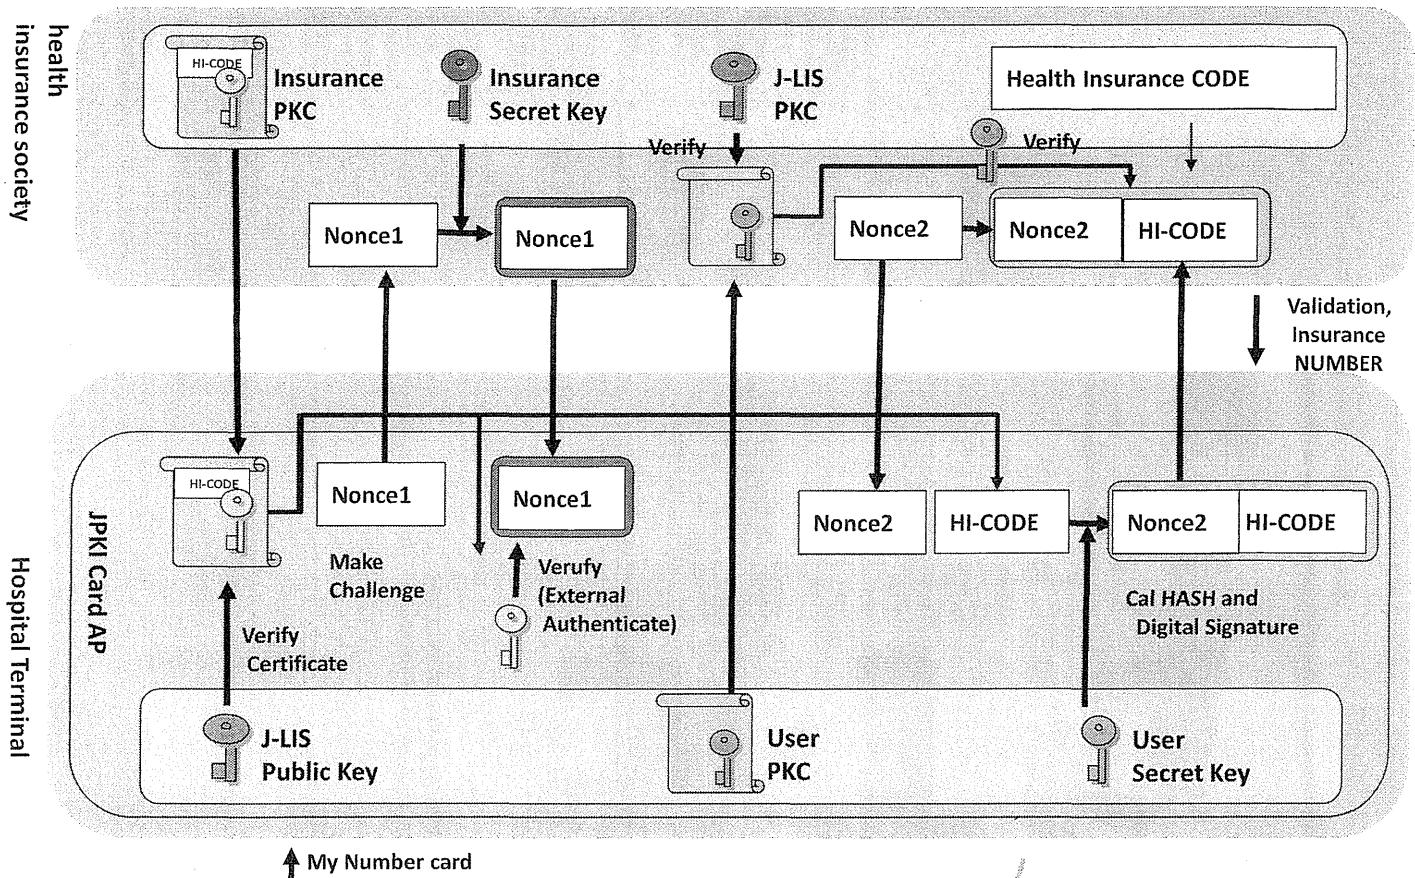 health
insurance society
HI-CODE
Insurance
PKC
Insurance
Secret Key
J-LIS
PKC
Health Insurance CODE
Verify
Verify
Nonce1
Nonce1
Nonce2
Nonce2
HI-CODE
Validation,
Insurance
NUMBER
Hospital Terminal
JPKI Card AP
HI-CODE
Nonce1
Make
Challenge
Nonce1
Verufy
(External
Authenticate)
Nonce2
HI-CODE
Nonce2
HI-CODE
Cal HASH and
Digital Signature
Verify
Certificate
J-LIS
Public Key
User
PKC
User
Secret Key
My Number card